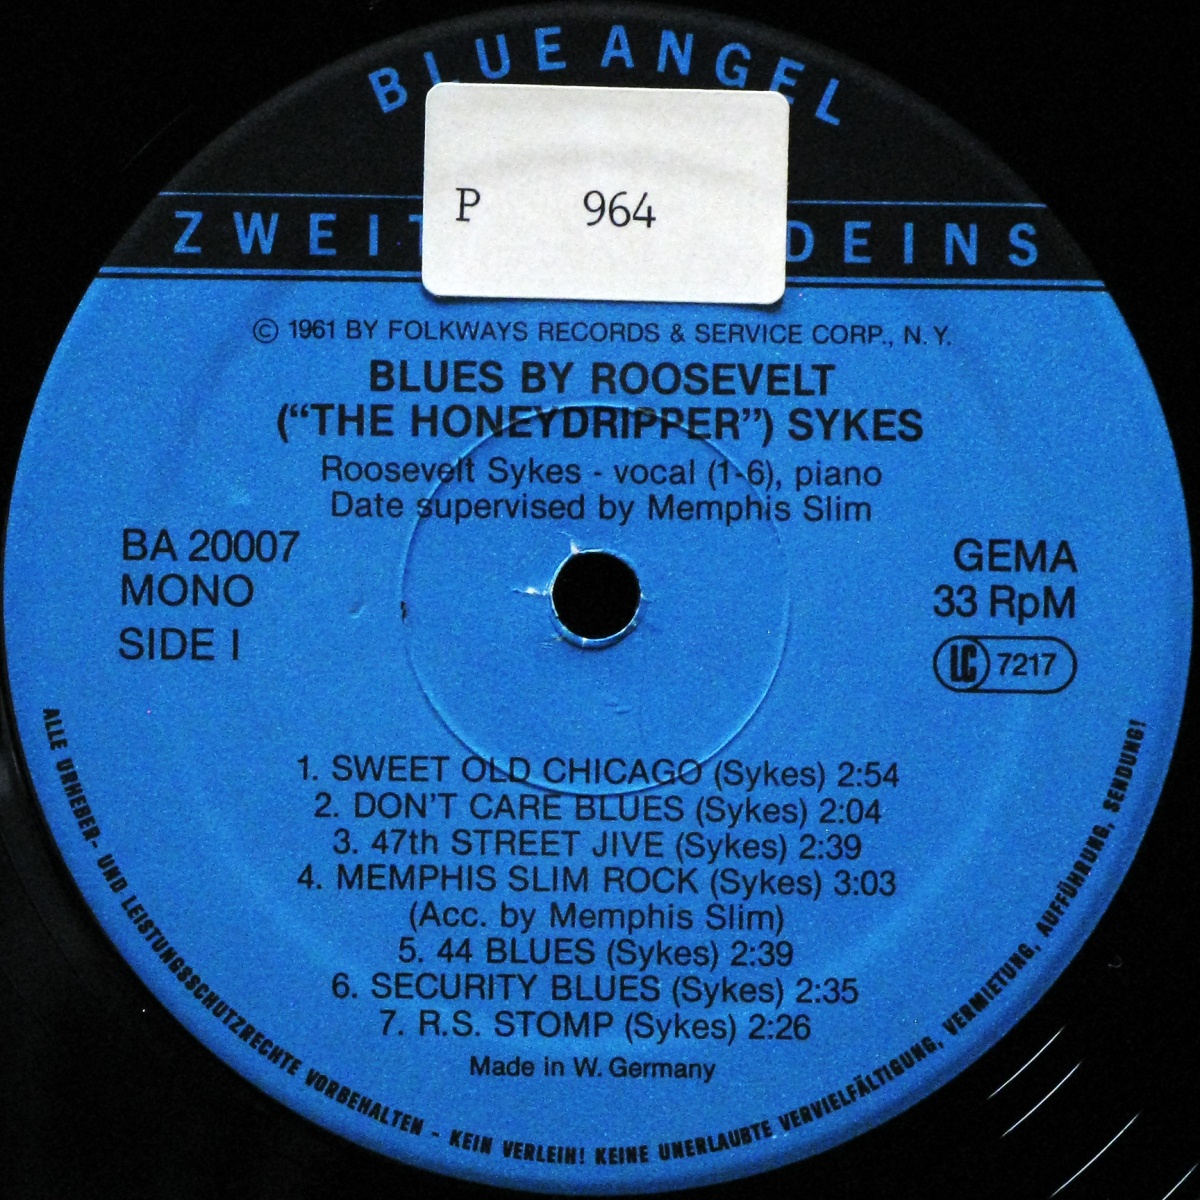 BLUE ANGEL
P 964
ZWEIT DEINS
© 1961 BY FOLKWAYS RECORDS & SERVICE CORP., N.Y.
BLUES BY ROOSEVELT
(“THE HONEYDRIPPER”) SYKES
Roosevelt Sykes - vocal (1-6), piano
Date supervised by Memphis Slim
BA 20007
MONO
SIDE I
GEMA
33 RpM
LC 7217
1. SWEET OLD CHICAGO (Sykes) 2:54
2. DON'T CARE BLUES (Sykes) 2:04
3. 47th STREET JIVE (Sykes) 2:39
4. MEMPHIS SLIM ROCK (Sykes) 3:03
(Acc. by Memphis Slim)
5. 44 BLUES (Sykes) 2:39
6. SECURITY BLUES (Sykes) 2:35
7. R.S. STOMP (Sykes) 2:26
Made in W. Germany
ALLE URHEBER- UND LEISTUNGSSCHUTZRECHTE VORBEHALTEN - KEIN VERLEIH! KEINE UNERLAUBTE VERVIELFÄLTIGUNG, VERMIETUNG, AUFFÜHRUNG, SENDUNG!